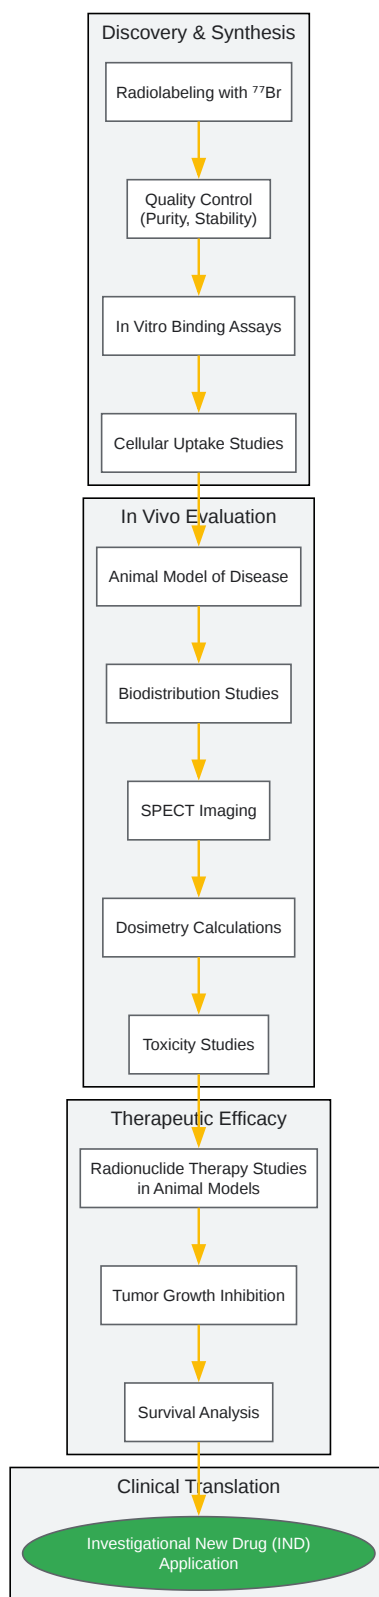 Discovery & Synthesis
Radiolabeling with ⁷⁷Br
Quality Control
(Purity, Stability)
In Vitro Binding Assays
Cellular Uptake Studies
In Vivo Evaluation
Animal Model of Disease
Biodistribution Studies
SPECT Imaging
Dosimetry Calculations
Toxicity Studies
Therapeutic Efficacy
Radionuclide Therapy Studies
in Animal Models
Tumor Growth Inhibition
Survival Analysis
Clinical Translation
Investigational New Drug (IND)
Application